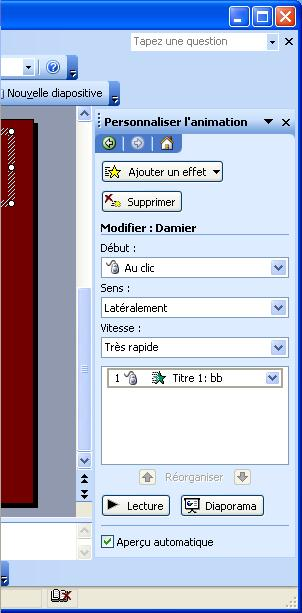 Tapez une question
Nouvelle diapositive
Personnaliser l'animation
Ajouter un effet
Supprimer
Modifier : Damier
Début :
Au clic
Sens :
Latéralement
Vitesse :
Très rapide
1 Titre 1: bb
Réorganiser
Lecture
Diaporama
Aperçu automatique